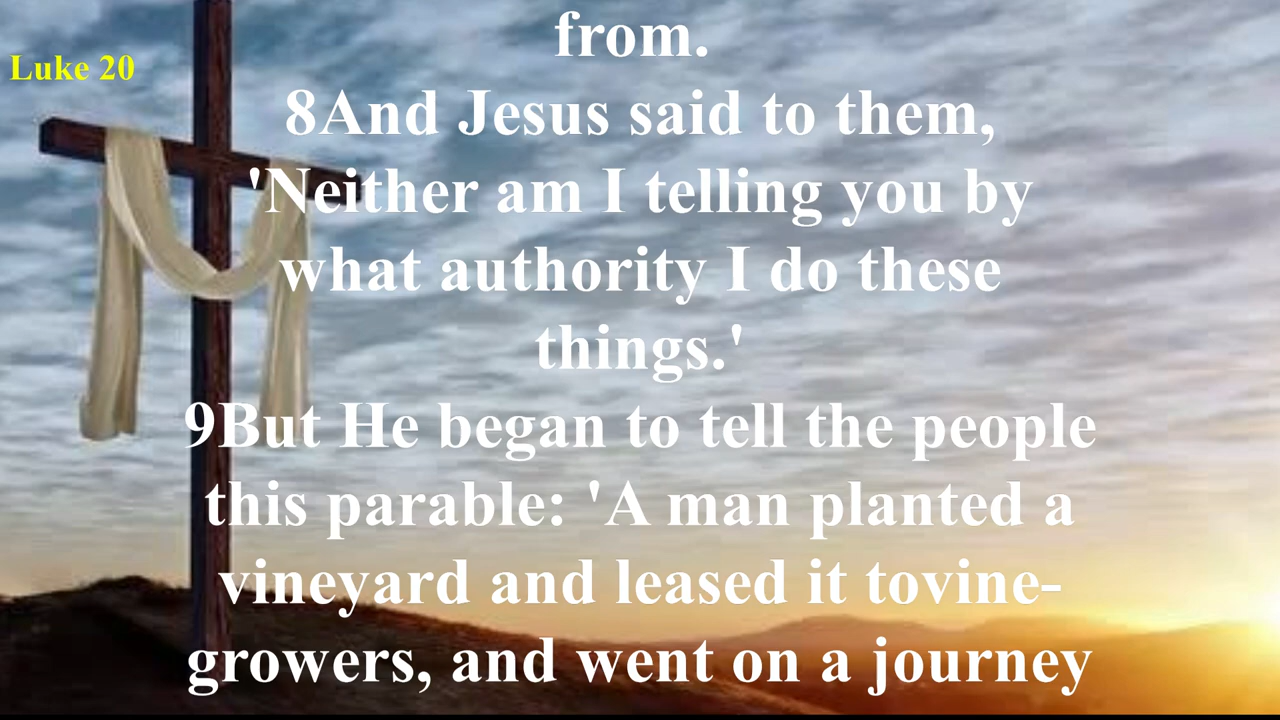 from.
Luke 20
8And Jesus said to them,
'Neither am I telling you by
what authority I do these
things.'
9But He began to tell the people
this parable: 'A man planted a
vineyard and leased it tovine-
growers, and went on a journey